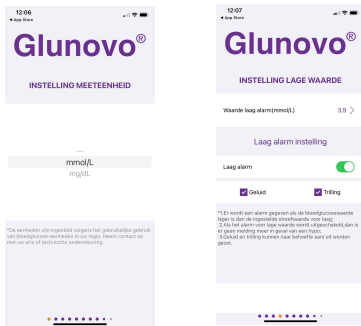 12:06
◂ App Store
Glunovo®
INSTELLING MEETEENHEID
---
mmol/L
mg/dL
*De eenheden zijn ingesteld volgens het gebruikelijke gebruik
van bloedglucose-eenheden in uw regio. Neem contact op
met uw arts of technische ondersteuning.
12:07
◂ App Store
Glunovo®
INSTELLING LAGE WAARDE
Waarde laag alarm(mmol/L) 3.9 >
Laag alarm instelling
Laag alarm
Geluid Trilling
*1.Er wordt een alarm gegeven als de bloedglucosewaarde
lager is dan de ingestelde streefwaarde voor laag;
2.Als het alarm voor lage waarde wordt uitgeschakeld,dan is
er geen melding meer in geval van een hypo;
3.Geluid en trilling kunnen naar behoefte aan/ uit worden
gezet.